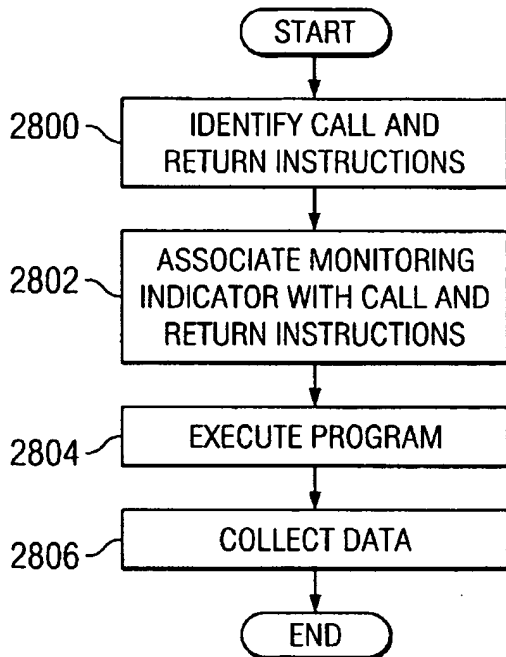 START
2800
IDENTIFY CALL AND
RETURN INSTRUCTIONS
2802
ASSOCIATE MONITORING
INDICATOR WITH CALL AND
RETURN INSTRUCTIONS
2804
EXECUTE PROGRAM
2806
COLLECT DATA
END